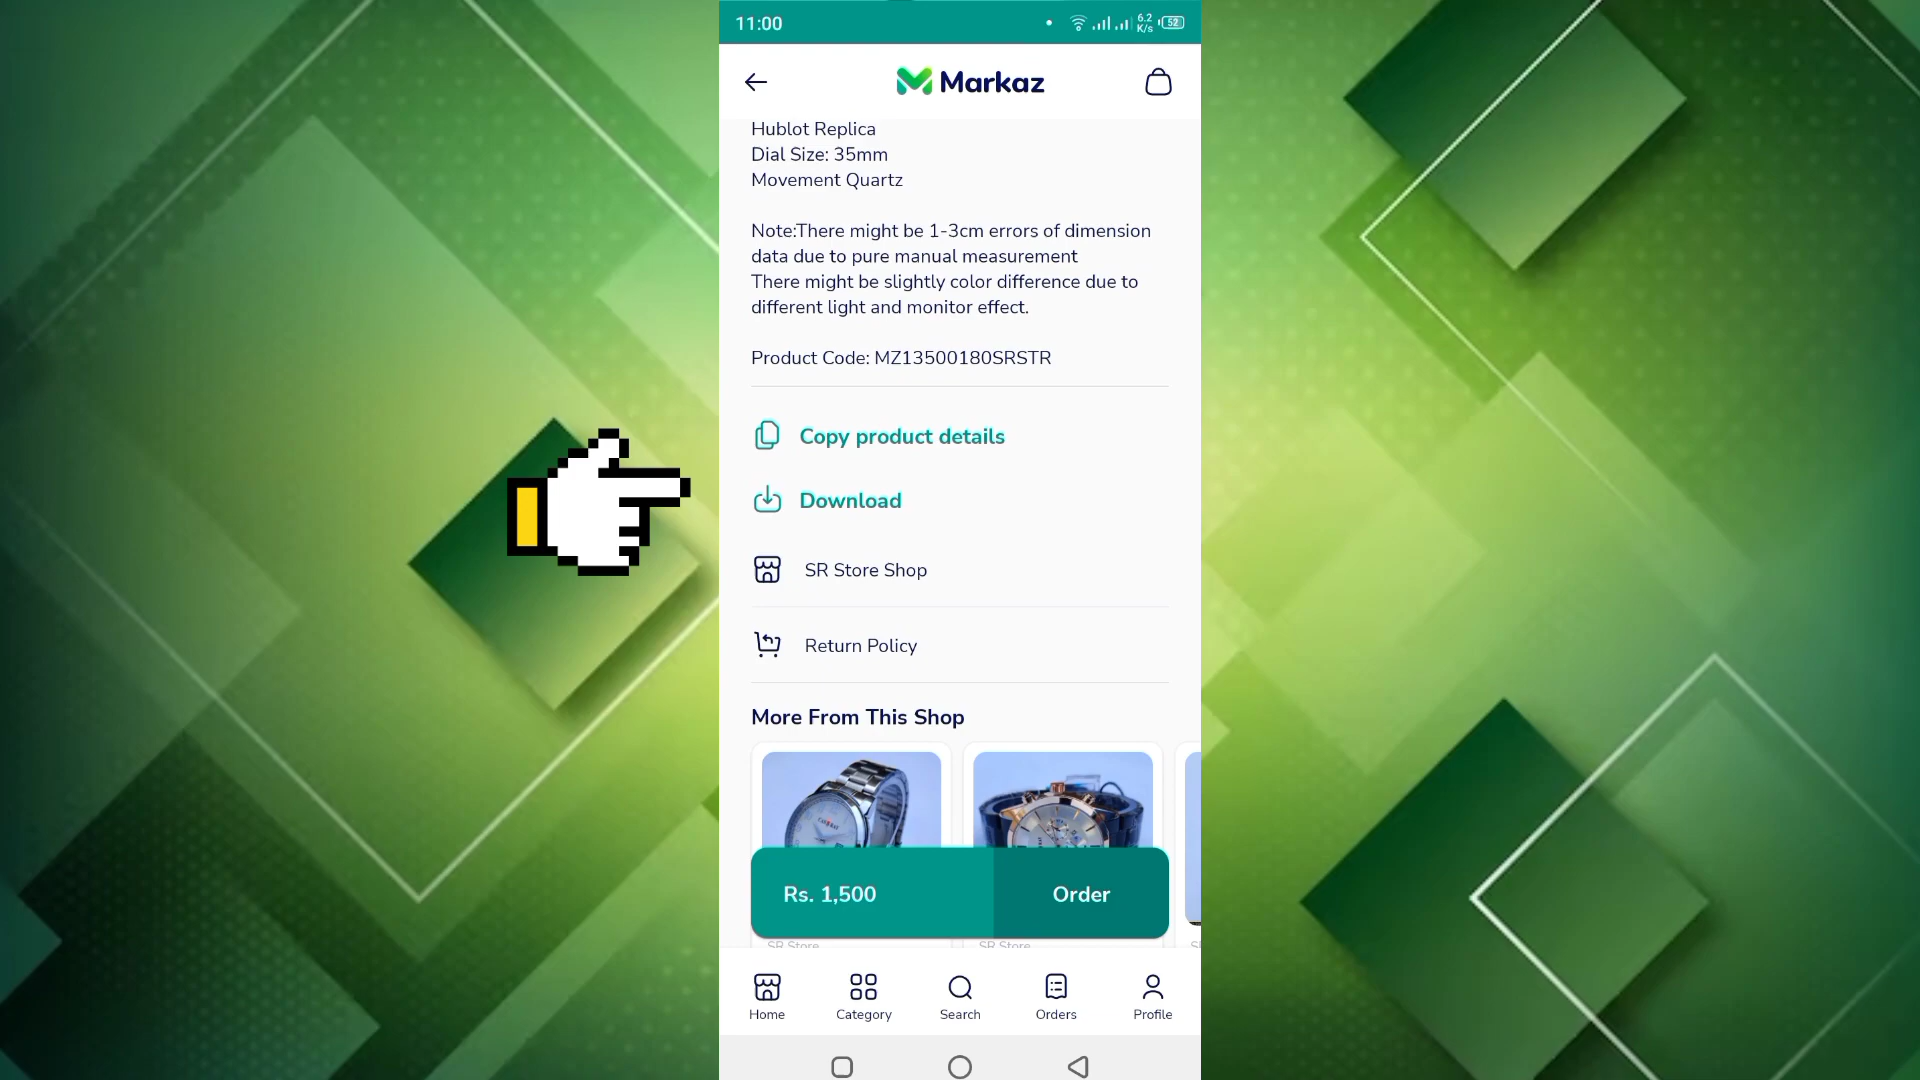 11:00
6.2
K/s
52
Markaz
Hublot Replica
Dial Size: 35mm
Movement Quartz
Note:There might be 1-3cm errors of dimension
data due to pure manual measurement
There might be slightly color difference due to
different light and monitor effect.
Product Code: MZ13500180SRSTR
Copy product details
Download
SR Store Shop
Return Policy
More From This Shop
Rs. 1,500
Order
SR Store
SR Store
Home
Category
Search
Orders
Profile